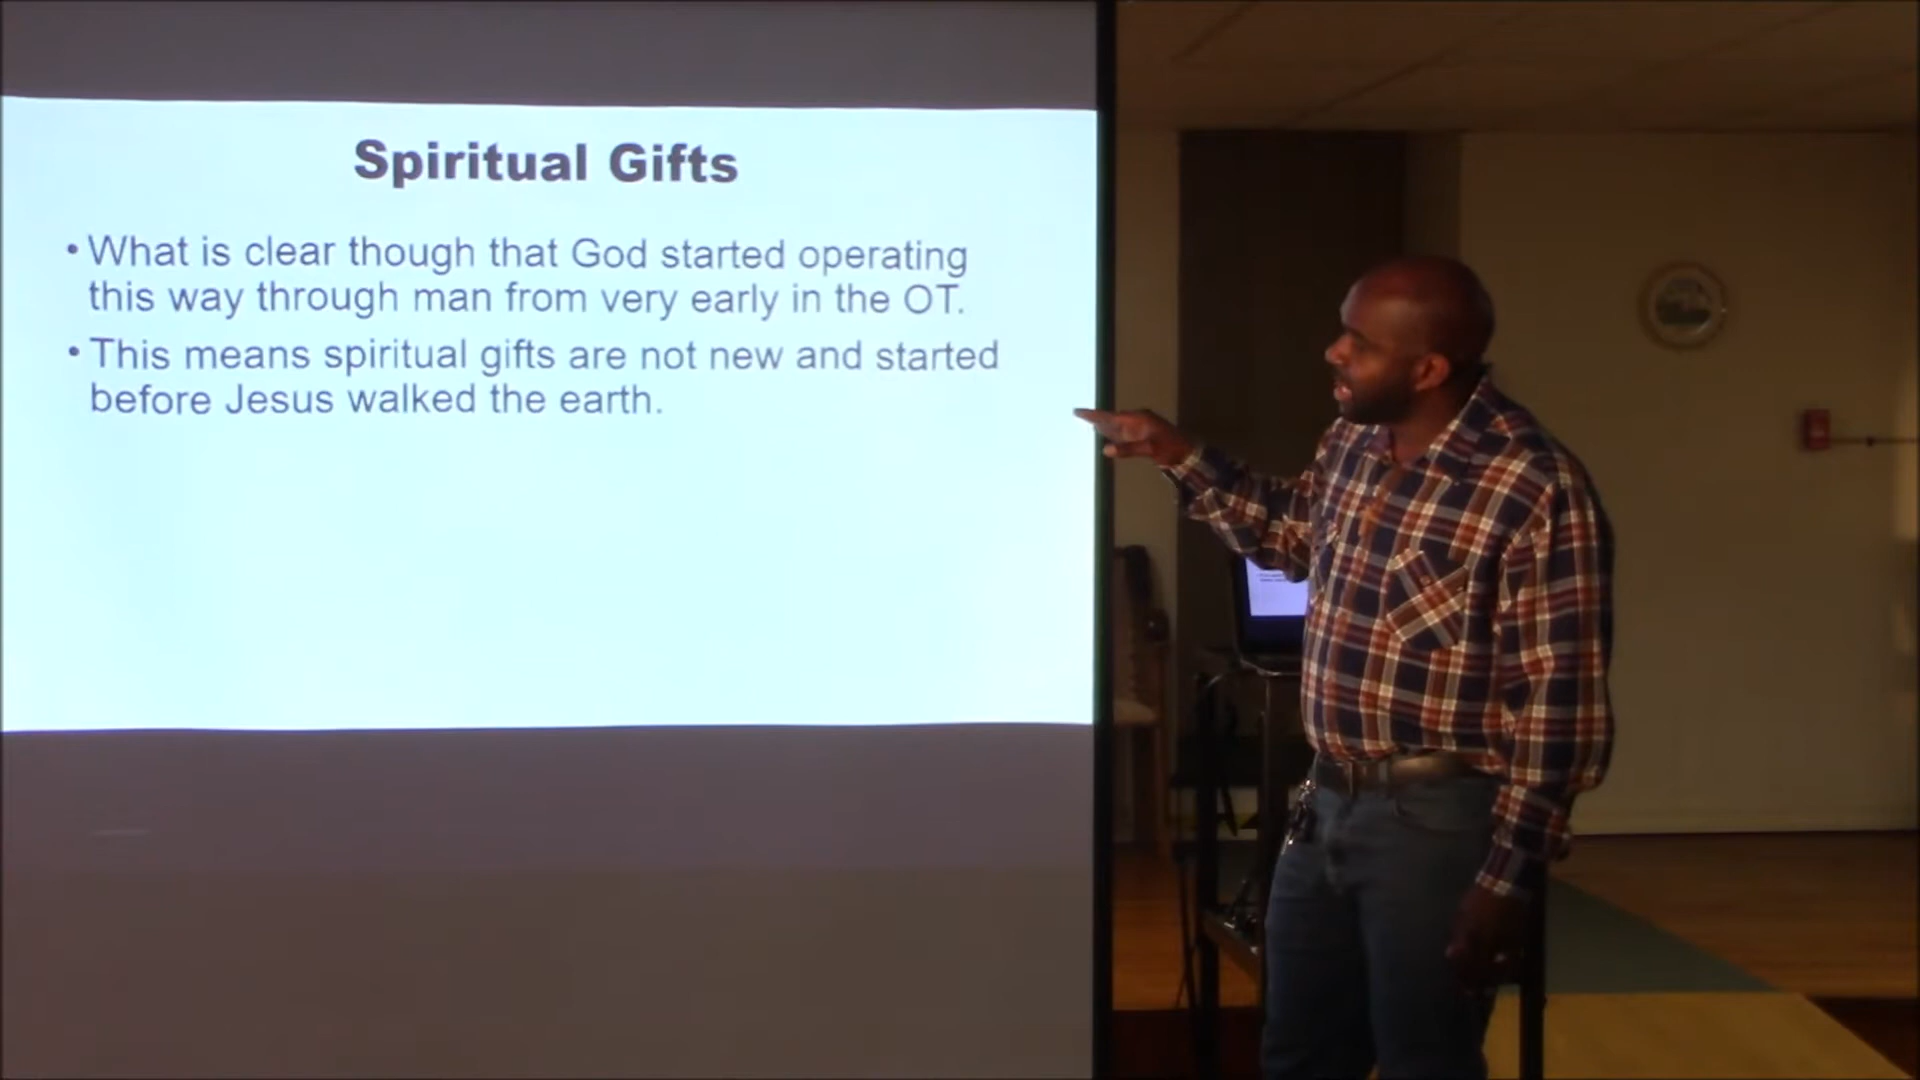 Spiritual Gifts
• What is clear though that God started operating
this way through man from very early in the OT.
• This means spiritual gifts are not new and started
before Jesus walked the earth.